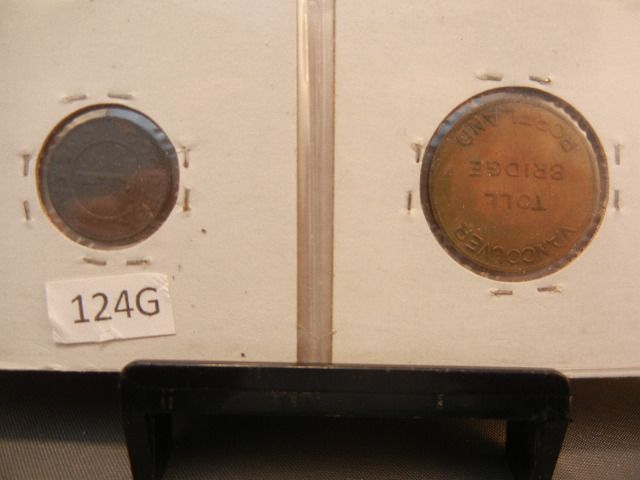 124G
VANCOUVER
TOLL
BRIDGE
PORTLAND